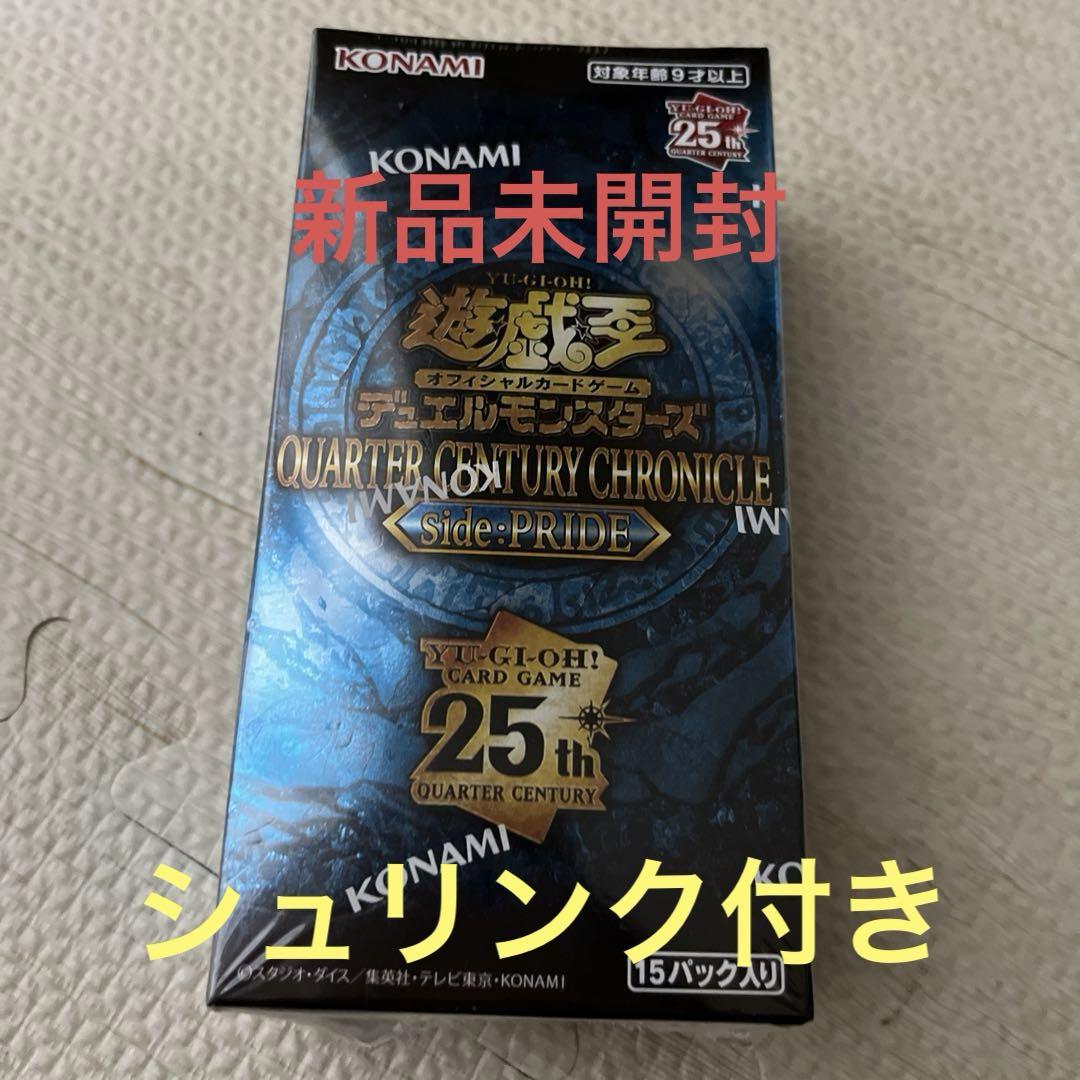 KONAMI
対象年齢9才以上
YU-GI-OH!
CARD GAME
25th
QUARTER CENTURY
KONAMI
新品未開封
YU-GI-OH!
遊戯王
オフィシャルカードゲーム
デュエルモンスターズ
QUARTER CENTURY CHRONICLE
KONAMI
side:PRIDE
YU-GI-OH!
CARD GAME
25th
QUARTER CENTURY
KONAMI
シュリンク付き
©スタジオ・ダイス/集英社・テレビ東京・KONAMI
15パック入り